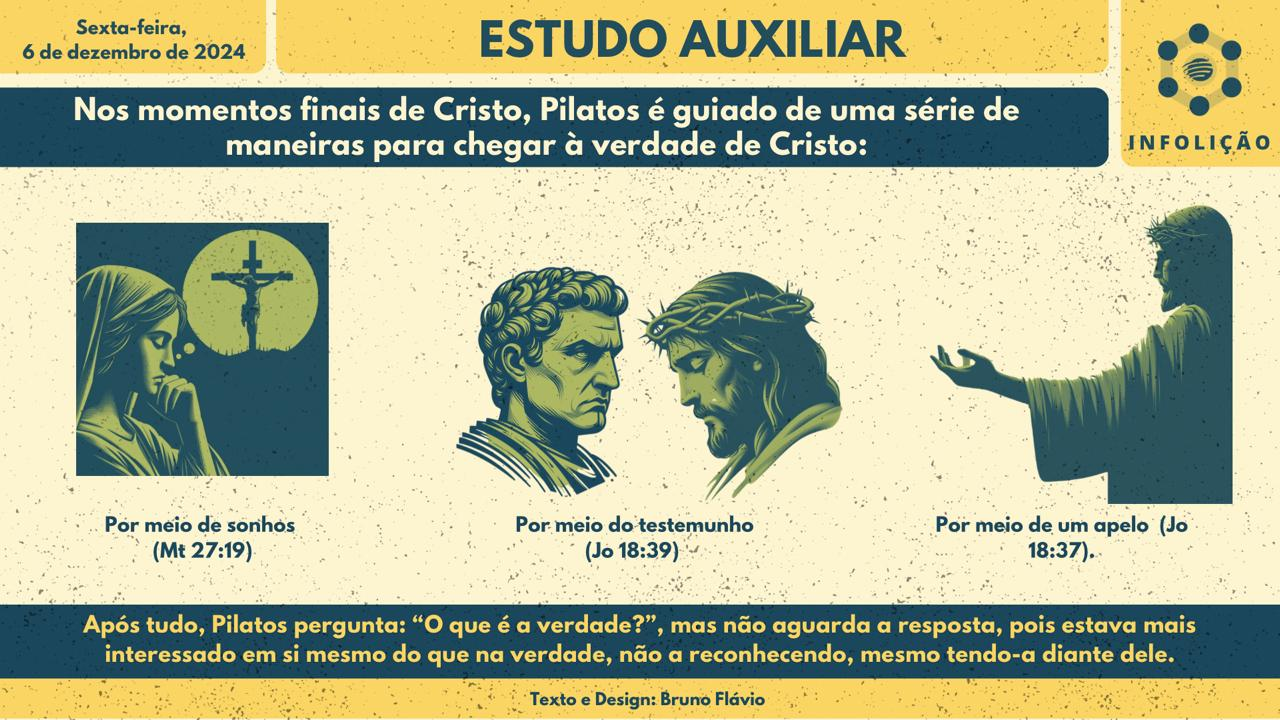 Sexta-feira,
6 de dezembro de 2024
ESTUDO AUXILIAR
INFOLIÇÃO
Nos momentos finais de Cristo, Pilatos é guiado de uma série de
maneiras para chegar à verdade de Cristo:
Por meio de sonhos
(Mt 27:19)
Por meio do testemunho
(Jo 18:39)
Por meio de um apelo (Jo
18:37).
Após tudo, Pilatos pergunta: “O que é a verdade?”, mas não aguarda a resposta, pois estava mais
interessado em si mesmo do que na verdade, não a reconhecendo, mesmo tendo-a diante dele.
Texto e Design: Bruno Flávio